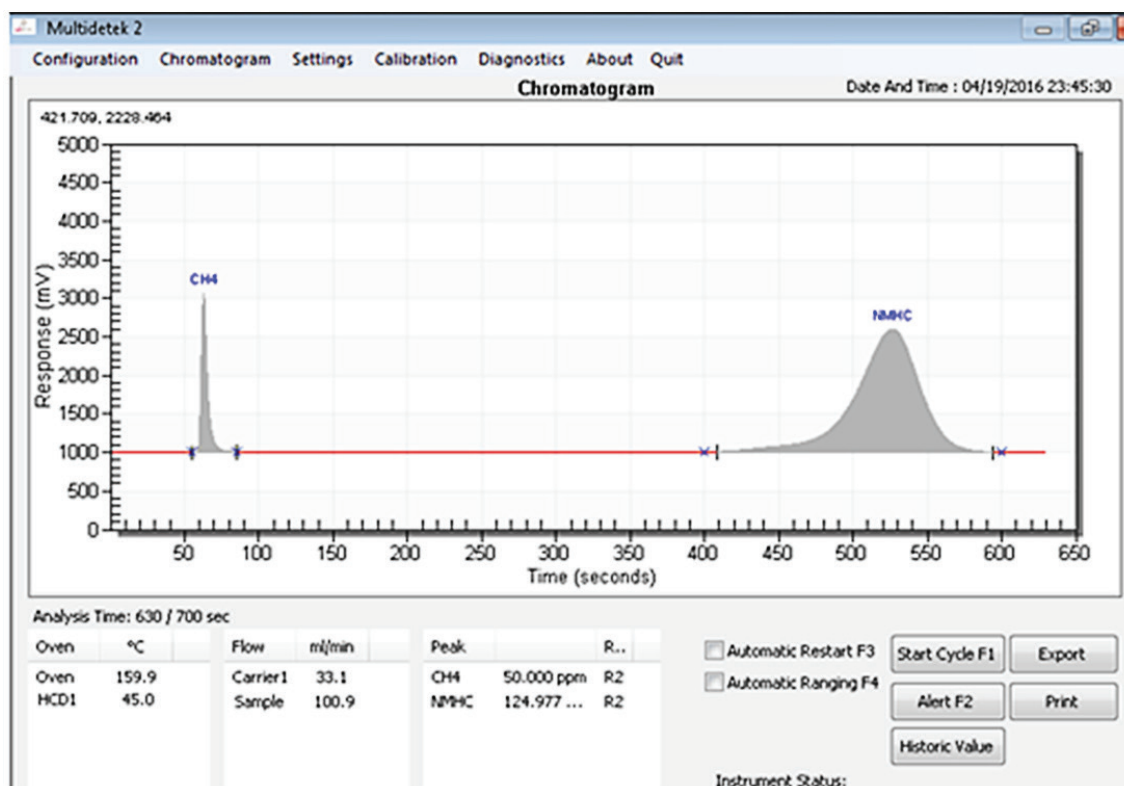 Multidetek 2
Configuration Chromatogram Settings Calibration Diagnostics About Quit
Chromatogram
Date And Time : 04/19/2016 23:45:30
421.709, 2228.464
5000
4500
4000
3500
3000
2500
2000
1500
1000
500
0
Response (mV)
CH4
NMHC
50 100 150 200 250 300 350 400 450 500 550 600 650
Time (seconds)
Analysis Time: 630 / 700 sec
Oven °C
Oven 159.9
HCD1 45.0
Flow ml/min
Carrier1 33.1
Sample 100.9
Peak R..
CH4 50.000 ppm R2
NMHC 124.977 ... R2
Automatic Restart F3
Automatic Ranging F4
Start Cycle F1
Export
Alert F2
Print
Historic Value
Instrument Status: